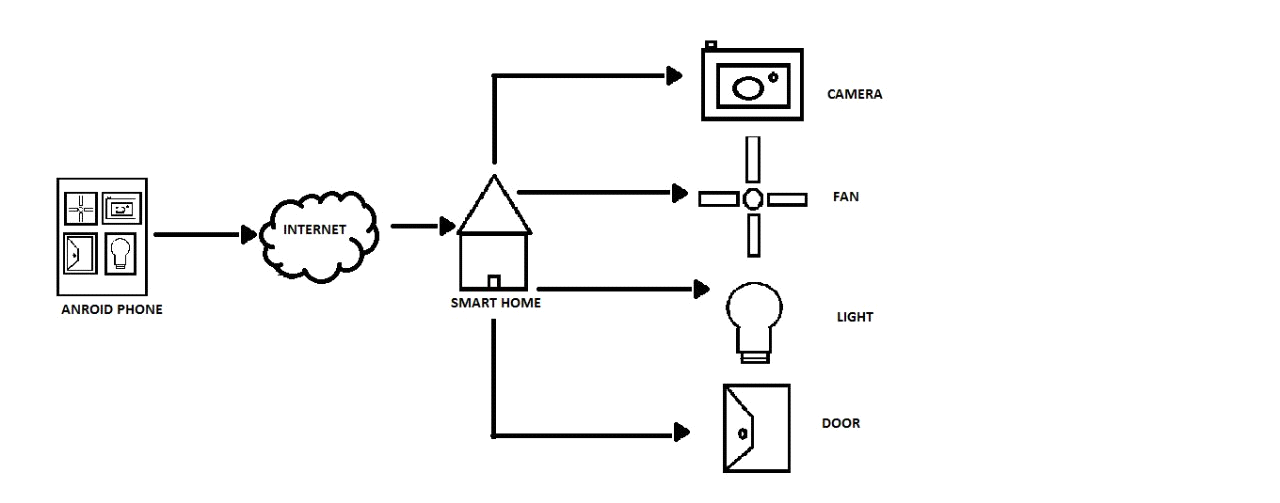 ANROID PHONE
INTERNET
SMART HOME
CAMERA
FAN
LIGHT
DOOR